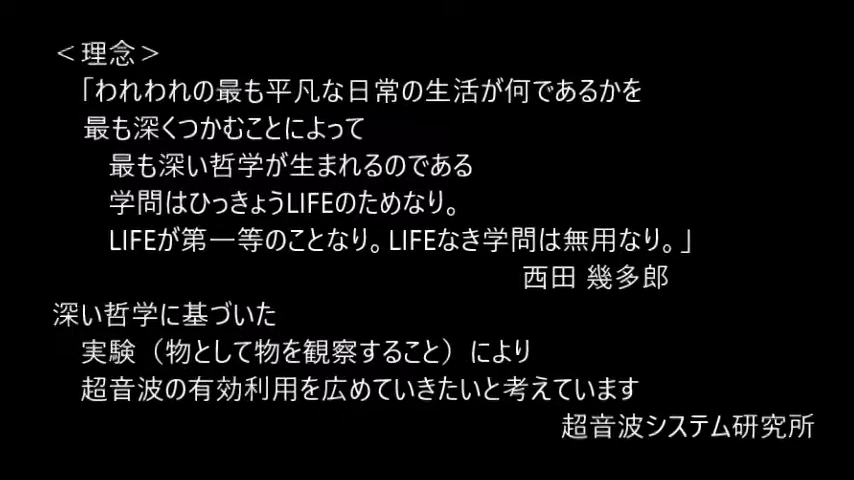 ＜理念＞
「われわれの最も平凡な日常の生活が何であるかを
最も深くつかむことによって
最も深い哲学が生まれるのである
学問はひっきょうLIFEのためなり。
LIFEが第一等のことなり。LIFEなき学問は無用なり。」
西田 幾多郎
深い哲学に基づいた
実験（物として物を観察すること）により
超音波の有効利用を広めていきたいと考えています
超音波システム研究所